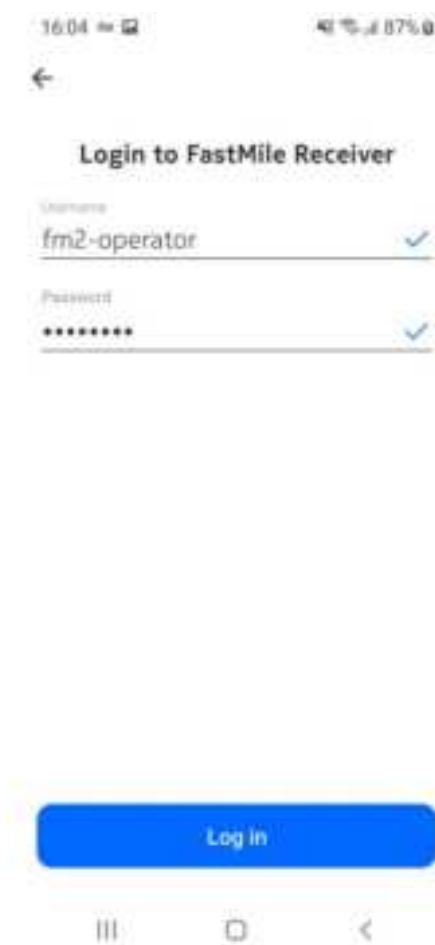 16:04
87%
Login to FastMile Receiver
Username
fm2-operator
Password
••••••••
Log in